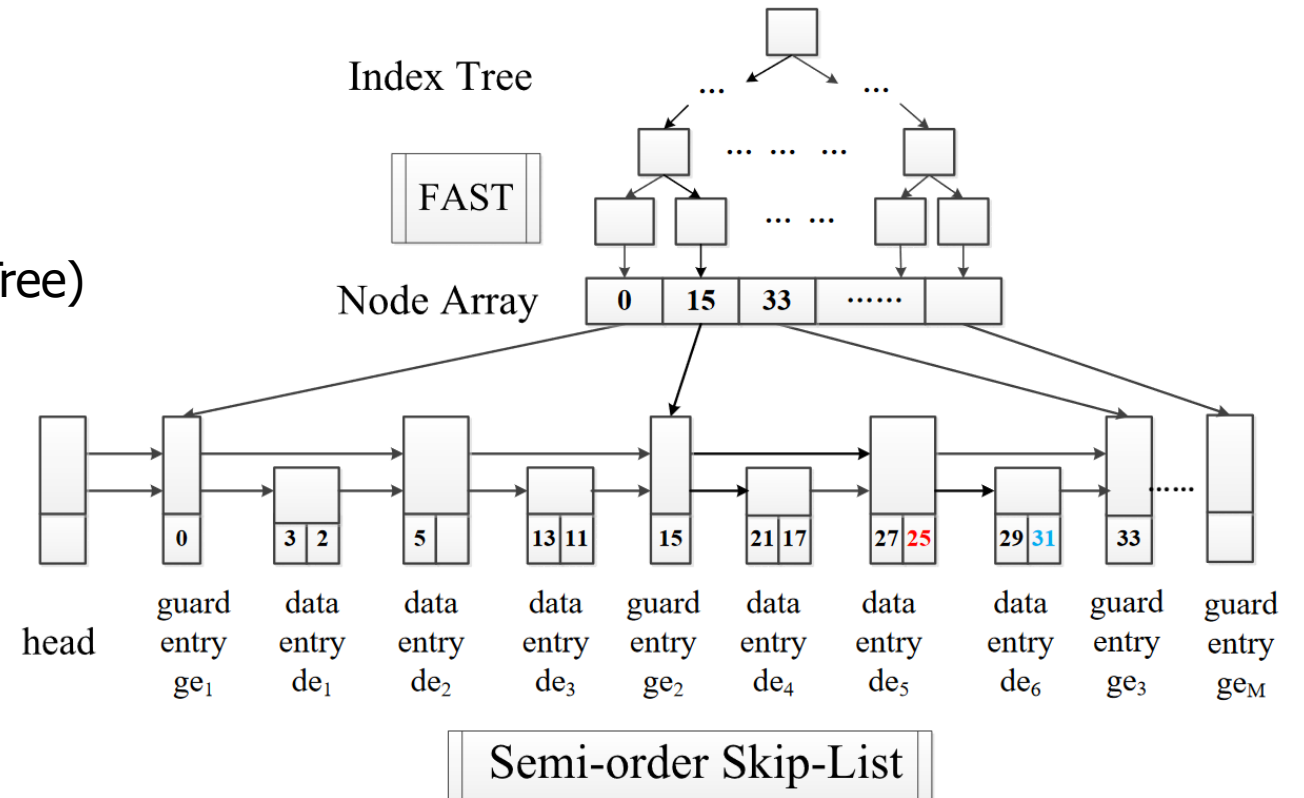 Index Tree
... ...
... ... ...
FAST
... ...
ree)
Node Array
0 15 33 ......
......
0 3 2 5 13 11 15 21 17 27 25 29 31 33
head
guard entry ge₁
data entry de₁
data entry de₂
data entry de₃
guard entry ge₂
data entry de₄
data entry de₅
data entry de₆
guard entry ge₃
guard entry geM
Semi-order Skip-List